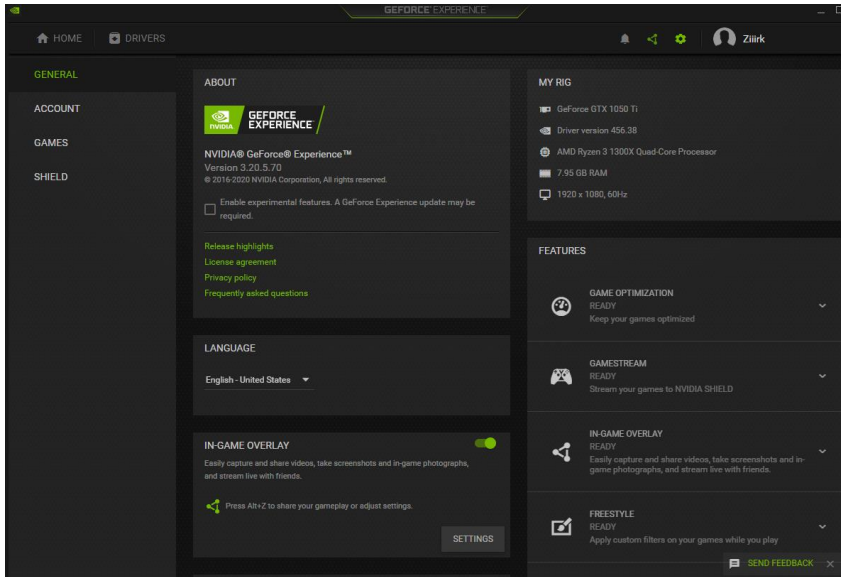 GEFORCE EXPERIENCE
HOME
DRIVERS
Ziiirk
GENERAL
ACCOUNT
GAMES
SHIELD
ABOUT
NVIDIA
GEFORCE
EXPERIENCE
NVIDIA® GeForce® Experience™
Version 3.20.5.70
© 2016-2020 NVIDIA Corporation, All rights reserved.
Enable experimental features. A GeForce Experience update may be
required.
Release highlights
License agreement
Privacy policy
Frequently asked questions
LANGUAGE
English - United States
IN-GAME OVERLAY
Easily capture and share videos, take screenshots and in-game photographs,
and stream live with friends.
Press Alt+Z to share your gameplay or adjust settings.
SETTINGS
MY RIG
GeForce GTX 1050 Ti
Driver version 456.38
AMD Ryzen 3 1300X Quad-Core Processor
7.95 GB RAM
1920 x 1080, 60Hz
FEATURES
GAME OPTIMIZATION
READY
Keep your games optimized
GAMESTREAM
READY
Stream your games to NVIDIA SHIELD
IN-GAME OVERLAY
READY
Easily capture and share videos, take screenshots and in-
game photographs, and stream live with friends.
FREESTYLE
READY
Apply custom filters on your games while you play
SEND FEEDBACK